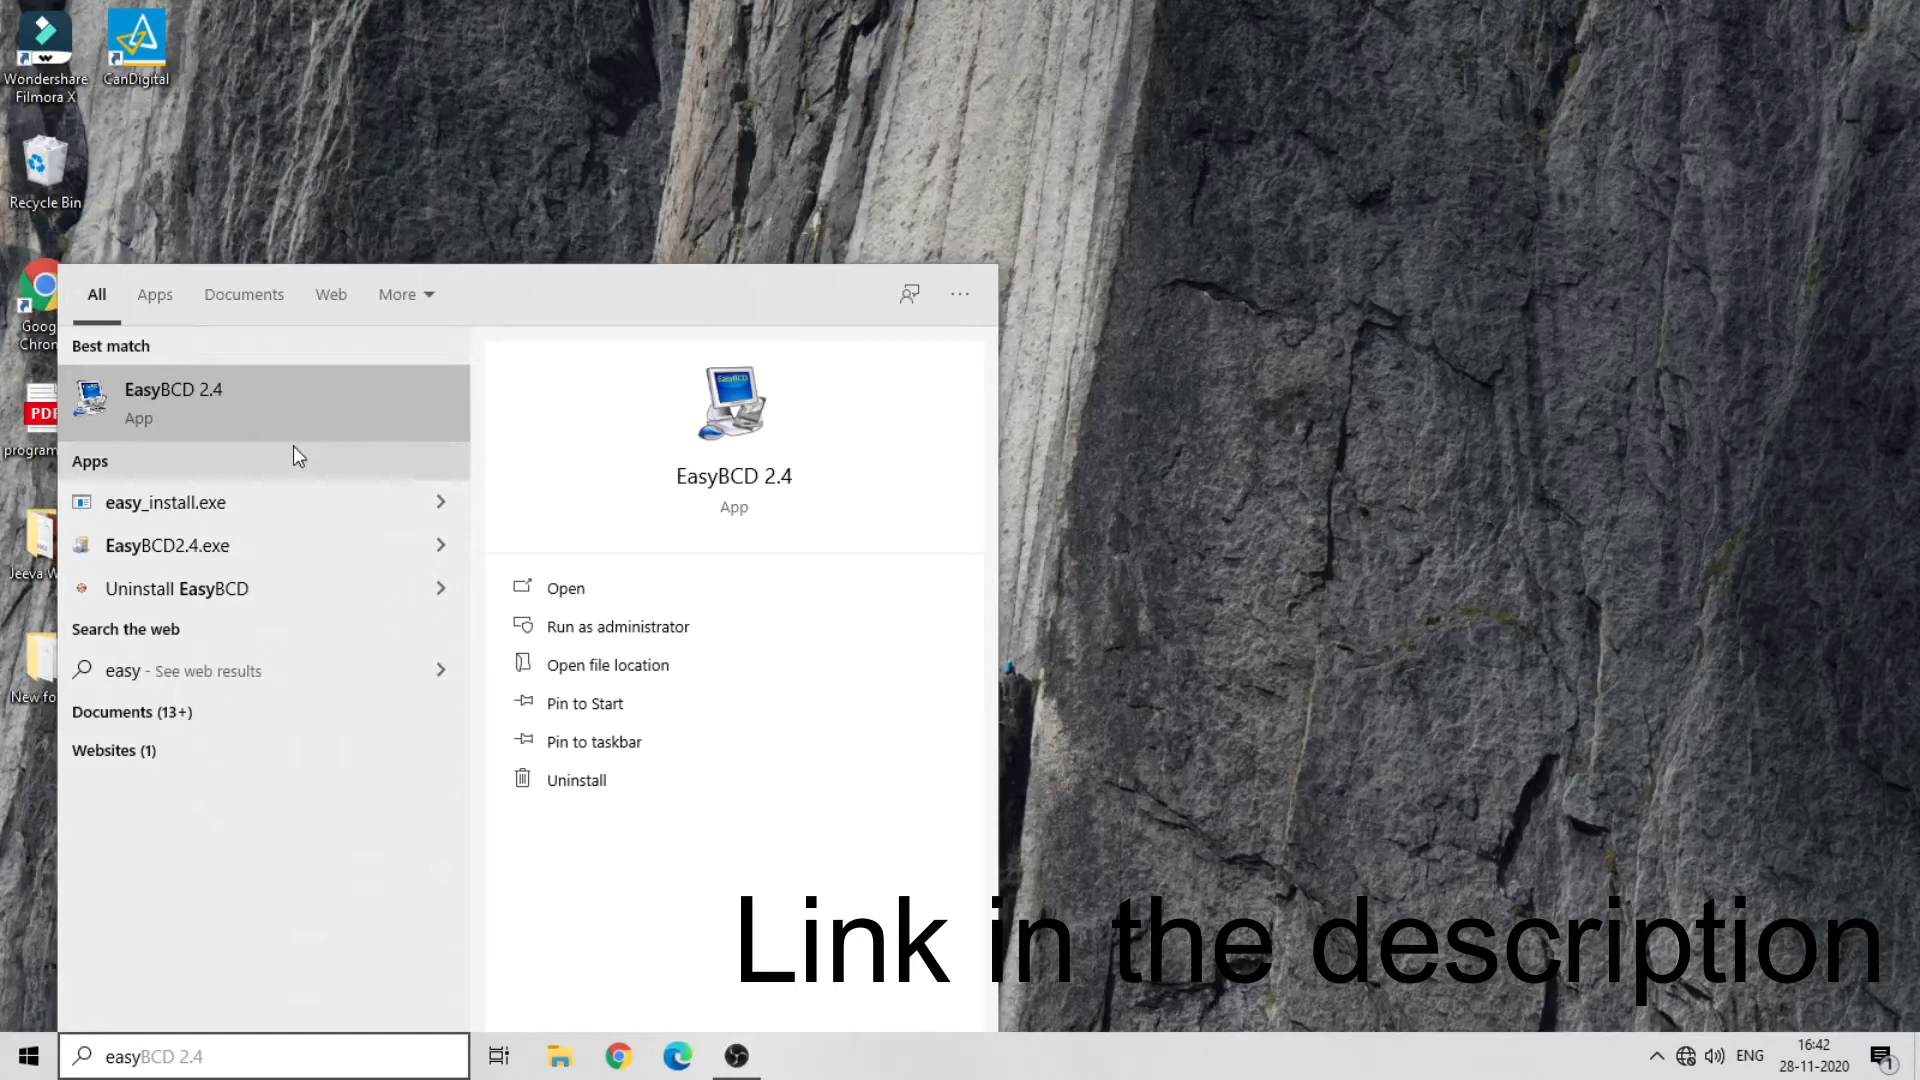 Wondershare
Filmora X
CanDigital
Recycle Bin
Goog
Chron
PDF
program
Jeeva W
New fo
All
Apps
Documents
Web
More
Best match
EasyBCD 2.4
App
Apps
easy_install.exe
EasyBCD2.4.exe
Uninstall EasyBCD
Search the web
easy - See web results
Documents (13+)
Websites (1)
EasyBCD
EasyBCD 2.4
App
Open
Run as administrator
Open file location
Pin to Start
Pin to taskbar
Uninstall
Link in the description
easyBCD 2.4
ENG
16:42
28-11-2020
1